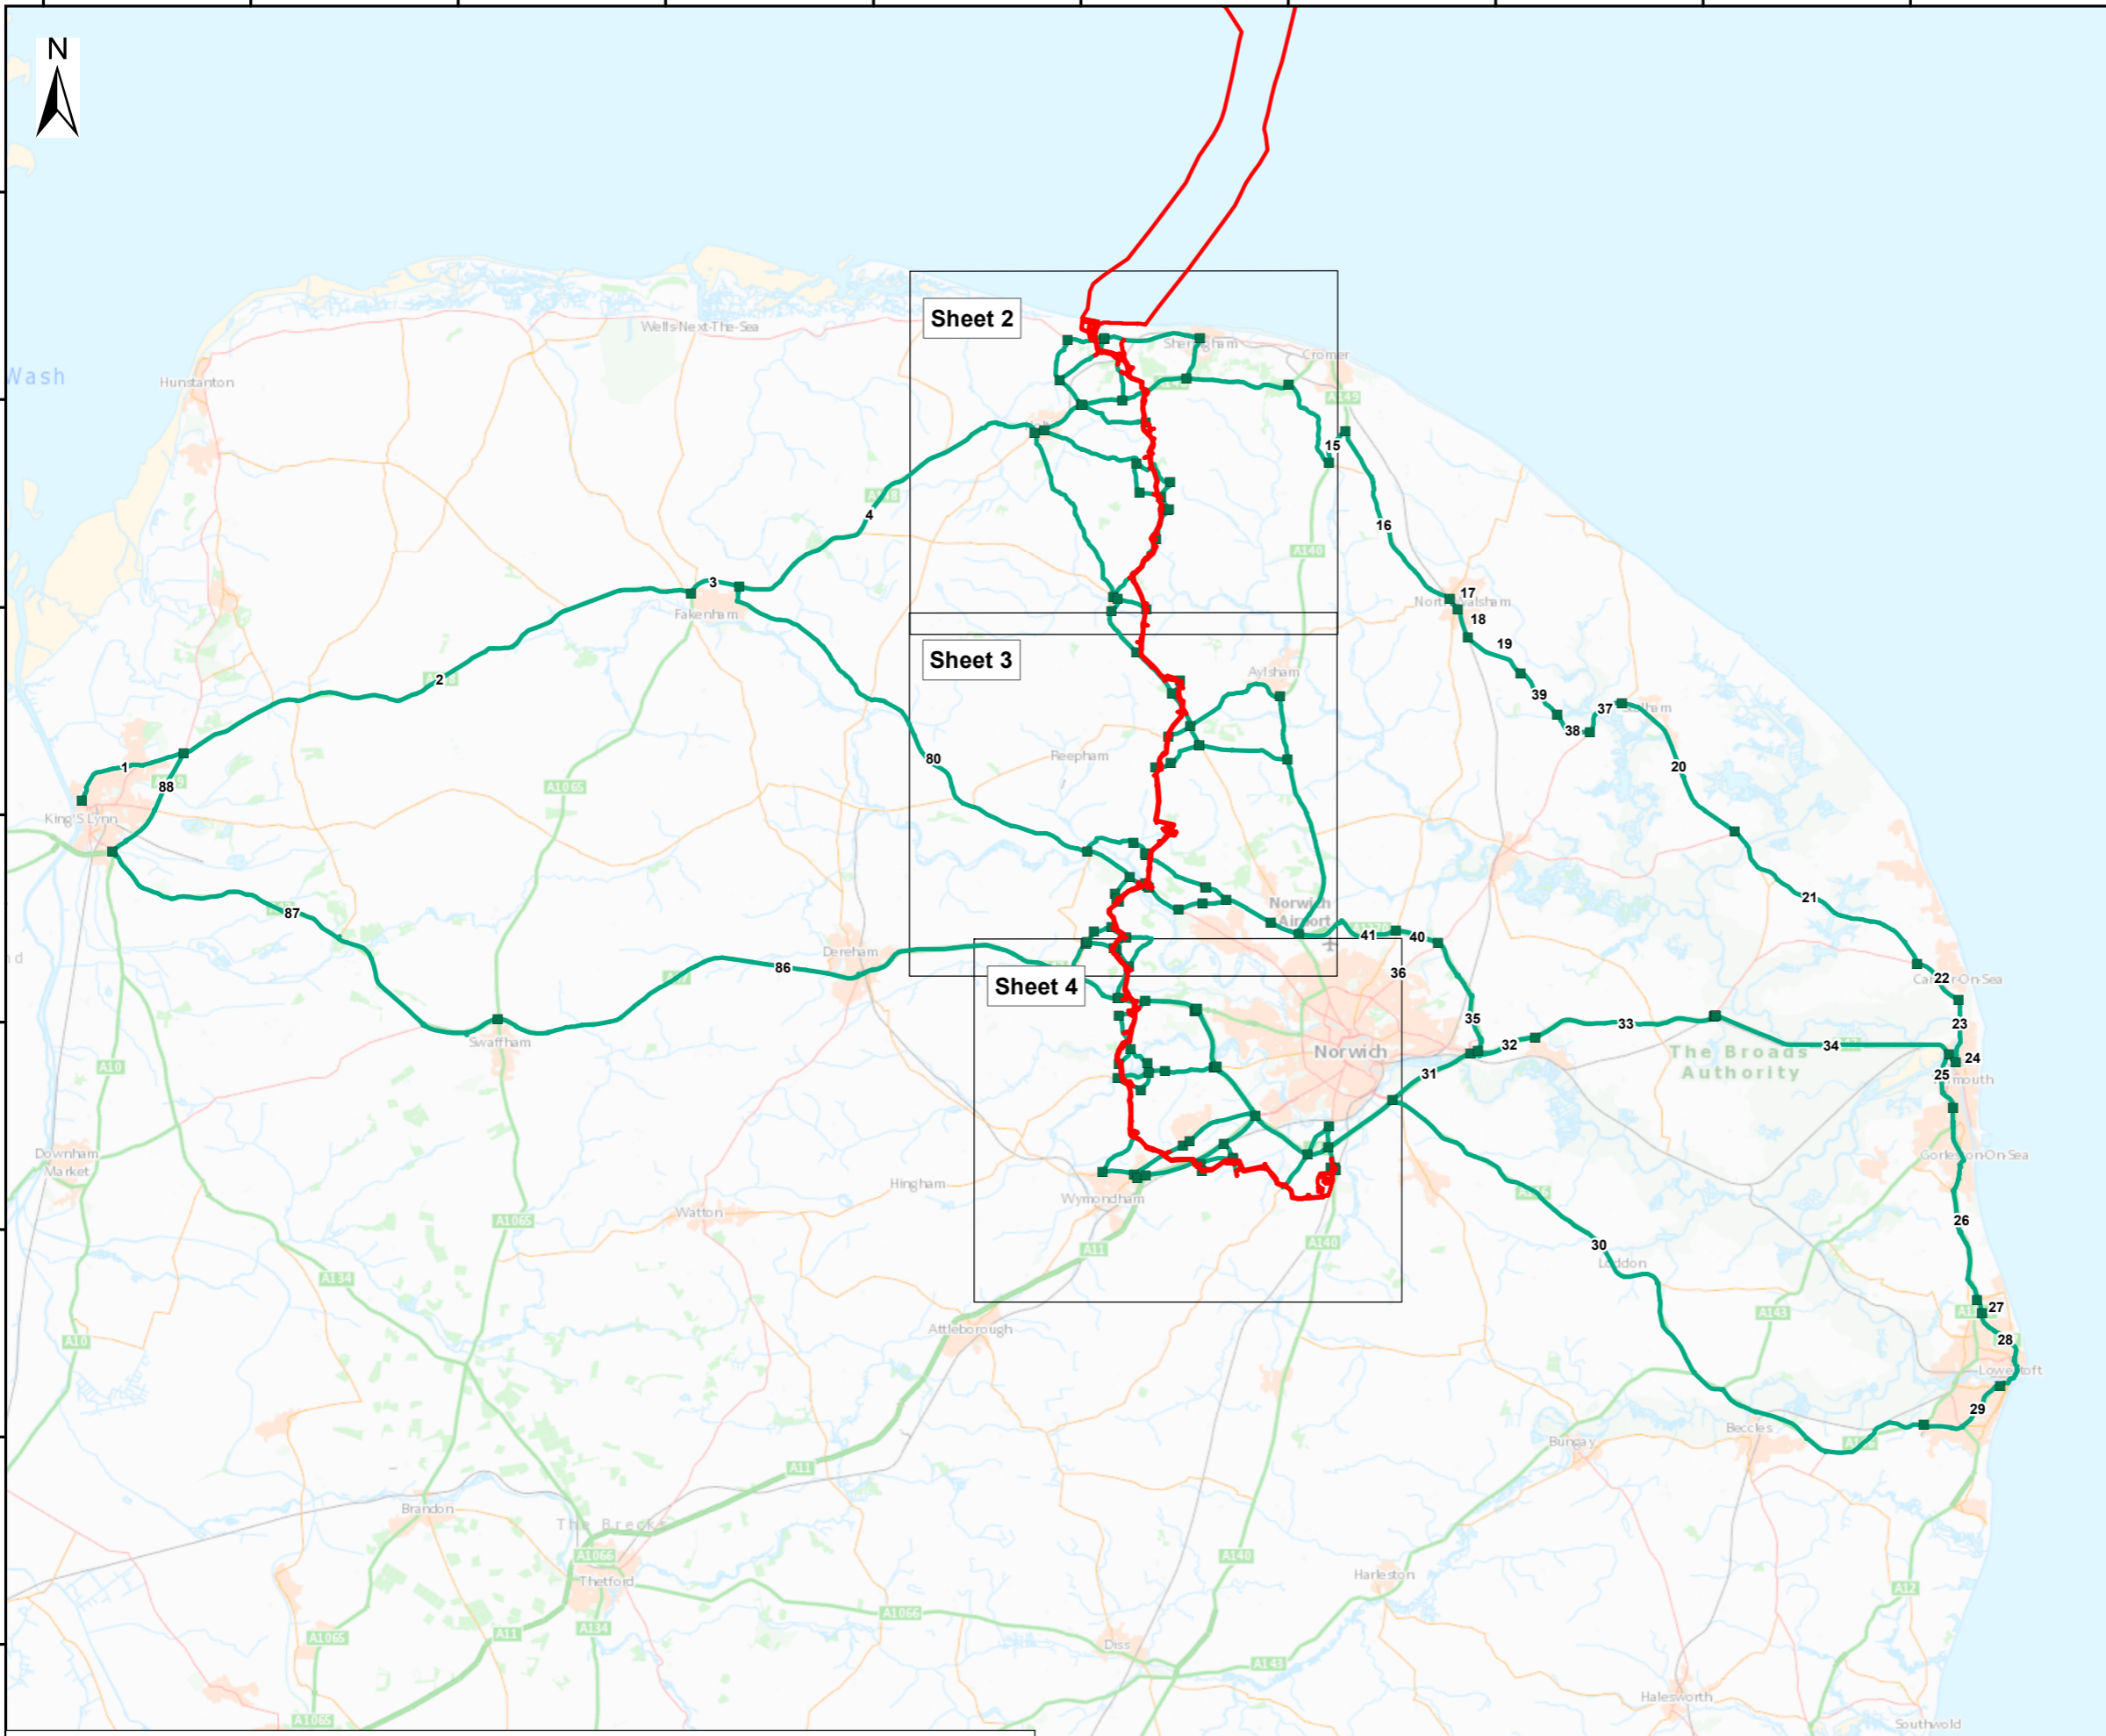 N
Sheet 2
Wells-Next-The-Sea
Sheringham
Cromer
Wash
Hunstanton
A149
15
4
16
A140
3
Fakenham
17
North Walsham
18
19
Sheet 3
Aylsham
2
39
37
Stalham
38
Reepham
80
20
1
88
A1065
King'S Lynn
21
87
Norwich
Airport
41
40
Dereham
86
36
22
Sheet 4
35
23
33
32
34
Swaffham
Norwich
The Broads
Authority
24
25
31
A10
Downham
Market
Gorleston-On-Sea
Hingham
Wymondham
Watton
A1065
26
A140
30
A11
Loddon
A134
27
A143
28
Attleborough
A10
Lowestoft
29
Beccles
Bungay
A11
Brandon
The Brecks
A1066
A140
Thetford
Harleston
A12
A1066
A134
A11
A1065
Diss
A143
Halesworth
A1065
Southwold